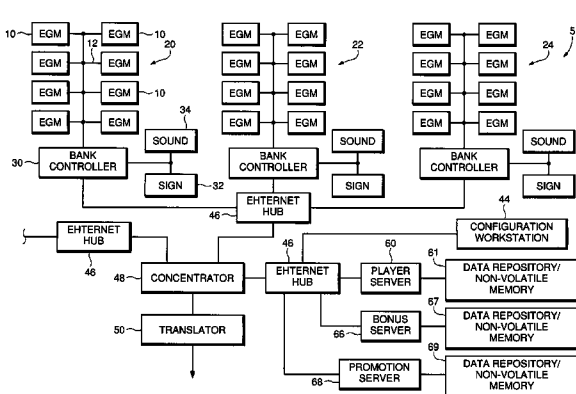 10 EGM EGM 10 EGM EGM EGM EGM
12 20 22 24 5
EGM EGM EGM EGM EGM EGM
EGM EGM 10 EGM EGM EGM EGM
34
EGM EGM EGM EGM EGM EGM
SOUND SOUND SOUND
30 BANK CONTROLLER BANK CONTROLLER BANK CONTROLLER
SIGN 32 SIGN SIGN
46 EHTERNET HUB
44
CONFIGURATION WORKSTATION
EHTERNET HUB
46
46
60
61
48 CONCENTRATOR
EHTERNET HUB
PLAYER SERVER
DATA REPOSITORY/ NON-VOLATILE MEMORY
67
50 TRANSLATOR
66 BONUS SERVER
DATA REPOSITORY/ NON-VOLATILE MEMORY
69
68 PROMOTION SERVER
DATA REPOSITORY/ NON-VOLATILE MEMORY